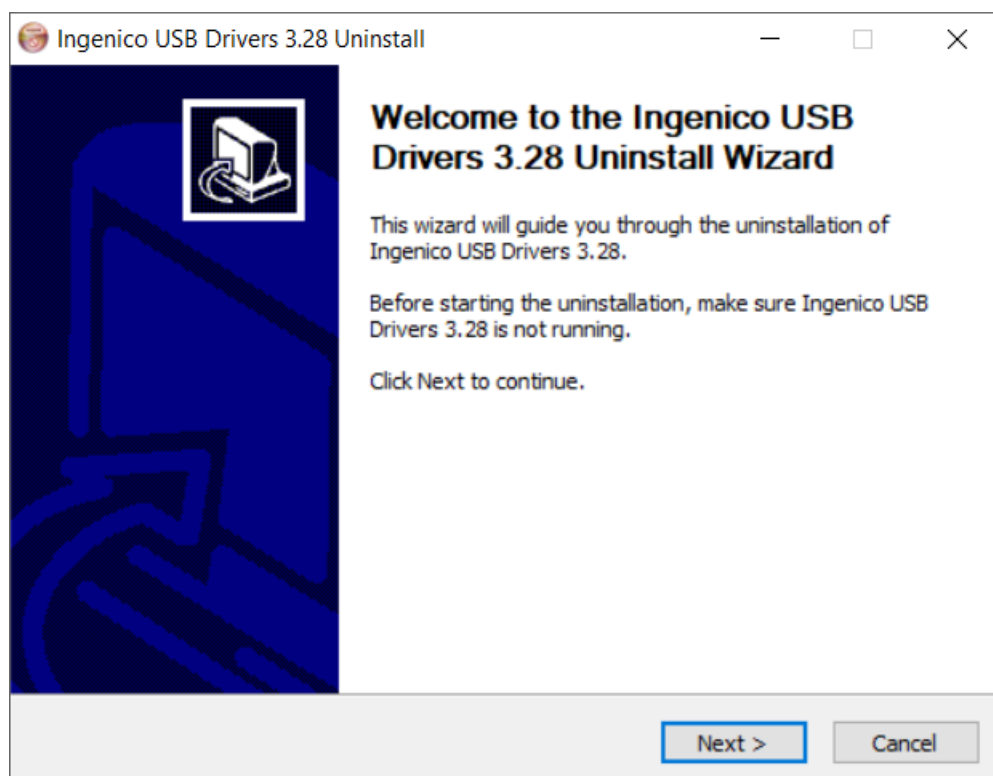 Ingenico USB Drivers 3.28 Uninstall
Welcome to the Ingenico USB
Drivers 3.28 Uninstall Wizard
This wizard will guide you through the uninstallation of
Ingenico USB Drivers 3.28.
Before starting the uninstallation, make sure Ingenico USB
Drivers 3.28 is not running.
Click Next to continue.
Next >
Cancel